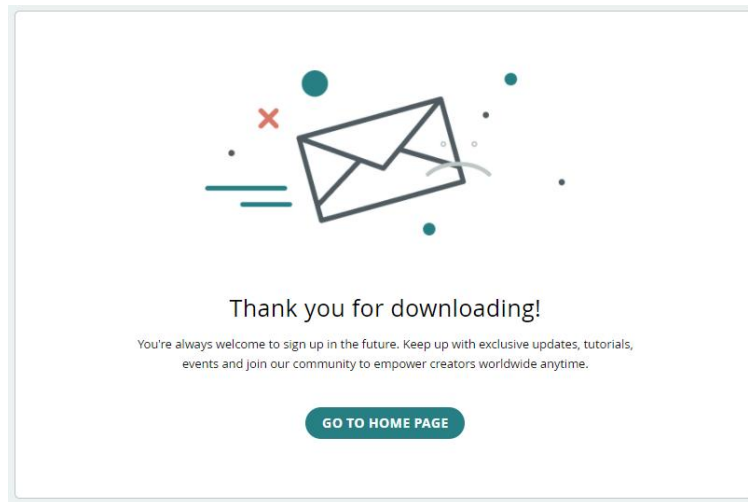 Thank you for downloading!
You're always welcome to sign up in the future. Keep up with exclusive updates, tutorials,
events and join our community to empower creators worldwide anytime.
GO TO HOME PAGE